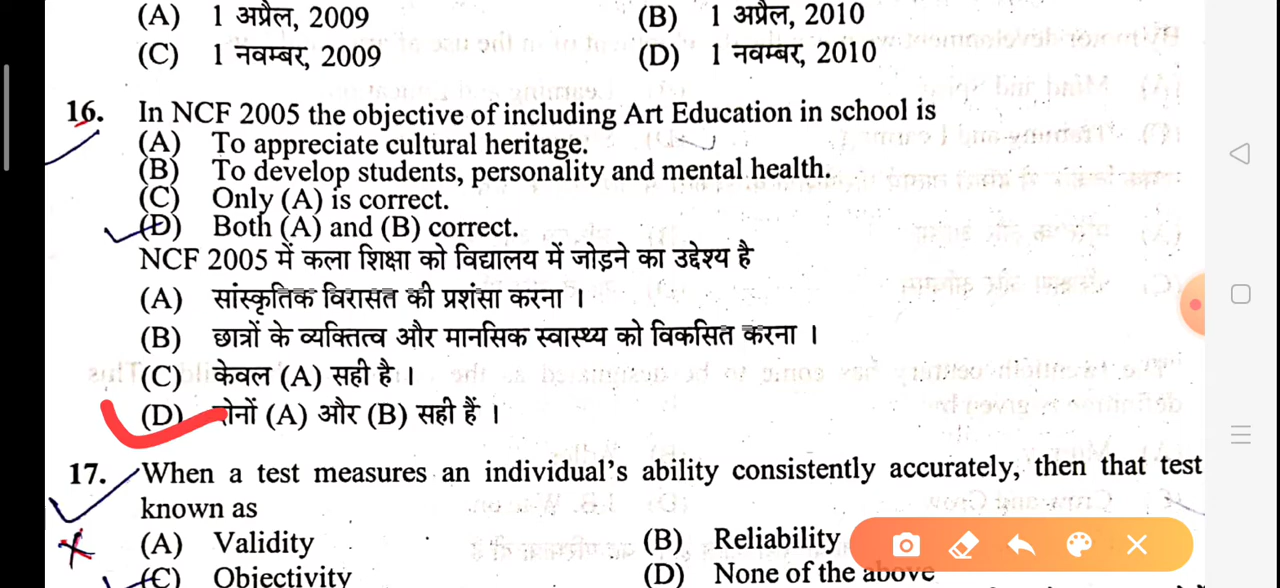 (A) 1 अप्रैल, 2009 (B) 1 अप्रैल, 2010
(C) 1 नवम्बर, 2009 (D) 1 नवम्बर, 2010
16. In NCF 2005 the objective of including Art Education in school is
(A) To appreciate cultural heritage.
(B) To develop students, personality and mental health.
(C) Only (A) is correct.
(D) Both (A) and (B) correct.
NCF 2005 में कला शिक्षा को विद्यालय में जोड़ने का उद्देश्य है
(A) सांस्कृतिक विरासत की प्रशंसा करना ।
(B) छात्रों के व्यक्तित्व और मानसिक स्वास्थ्य को विकसित करना ।
(C) केवल (A) सही है ।
(D) दोनों (A) और (B) सही हैं ।
17. When a test measures an individual's ability consistently accurately, then that test
known as
(A) Validity (B) Reliability
(C) Objectivity (D) None of the above